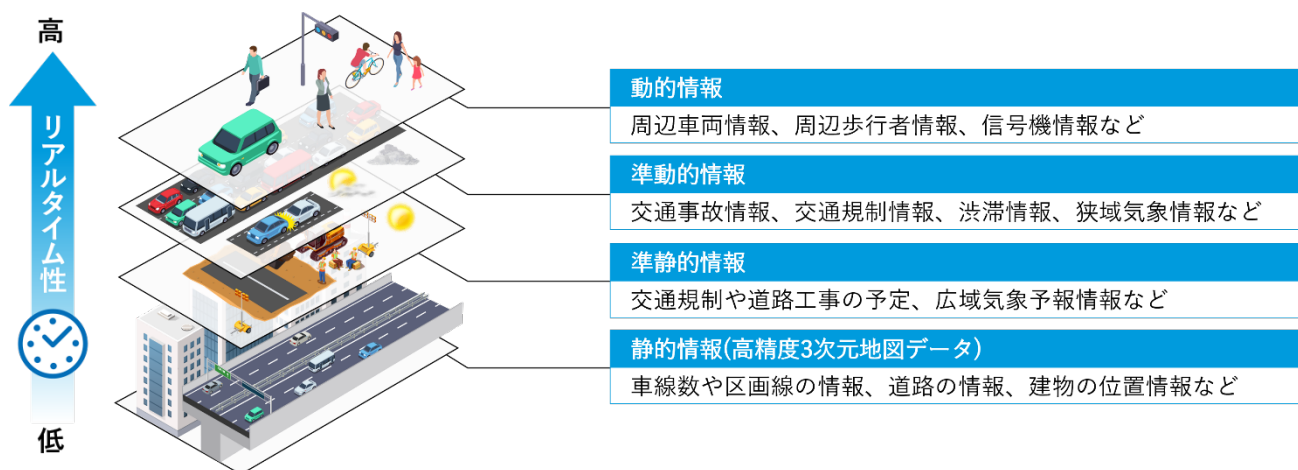 高
リアルタイム性
低
動的情報
周辺車両情報、周辺歩行者情報、信号機情報など
準動的情報
交通事故情報、交通規制情報、渋滞情報、狭域気象情報など
準静的情報
交通規制や道路工事の予定、広域気象予報情報など
静的情報(高精度3次元地図データ)
車線数や区画線の情報、道路の情報、建物の位置情報など